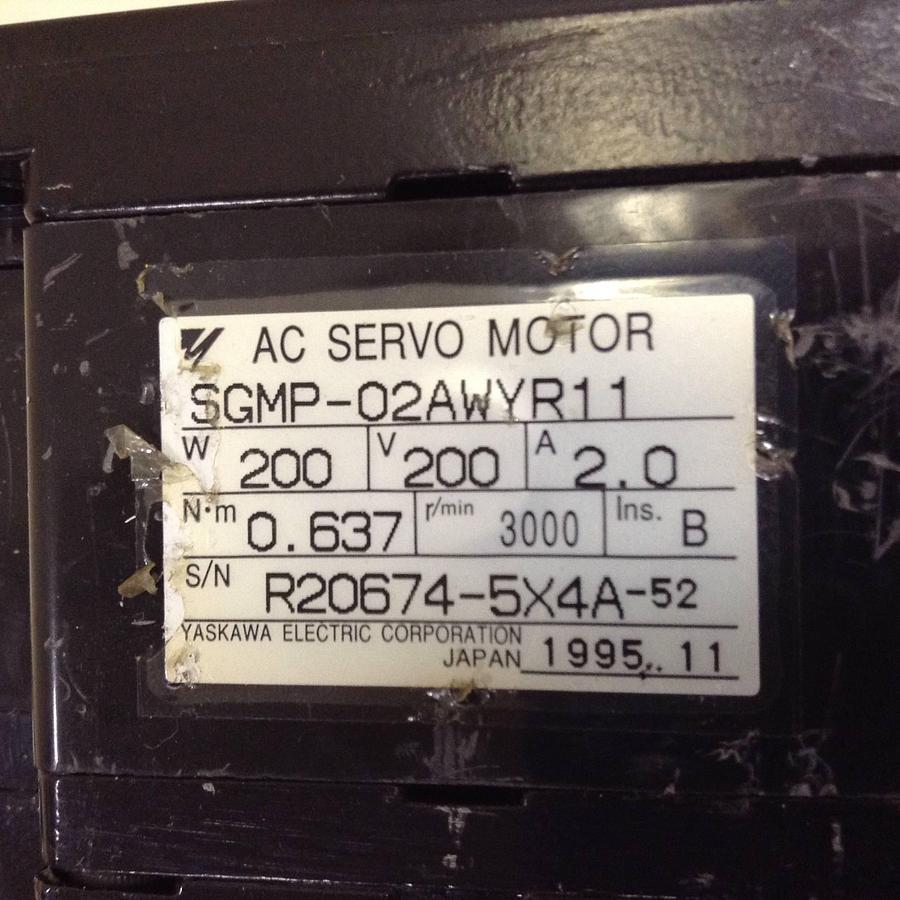 AC SERVO MOTOR
SGMP-02AWYR11
W 200 V 200 A 2.0
N·m 0.637 r/min 3000 Ins. B
S/N R20674-5X4A-52
YASKAWA ELECTRIC CORPORATION
JAPAN 1995.11